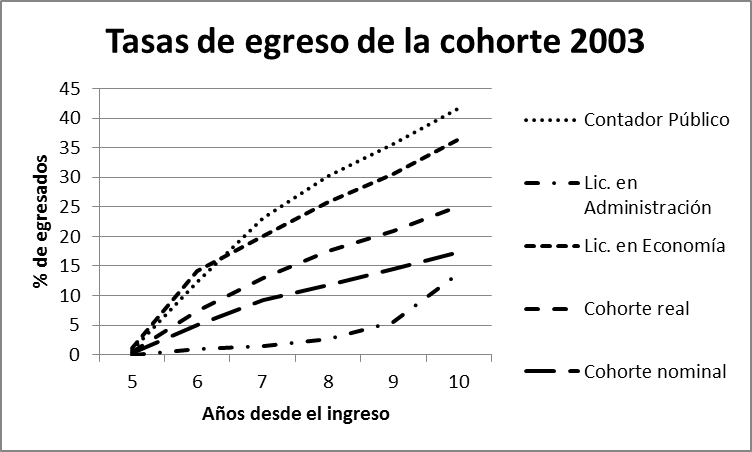 Tasas de egreso de la cohorte 2003
45
40
35
30
25
20
15
10
5
0
% de egresados
5 6 7 8 9 10
Años desde el ingreso
Contador Público
Lic. en
Administración
Lic. en Economía
Cohorte real
Cohorte nominal